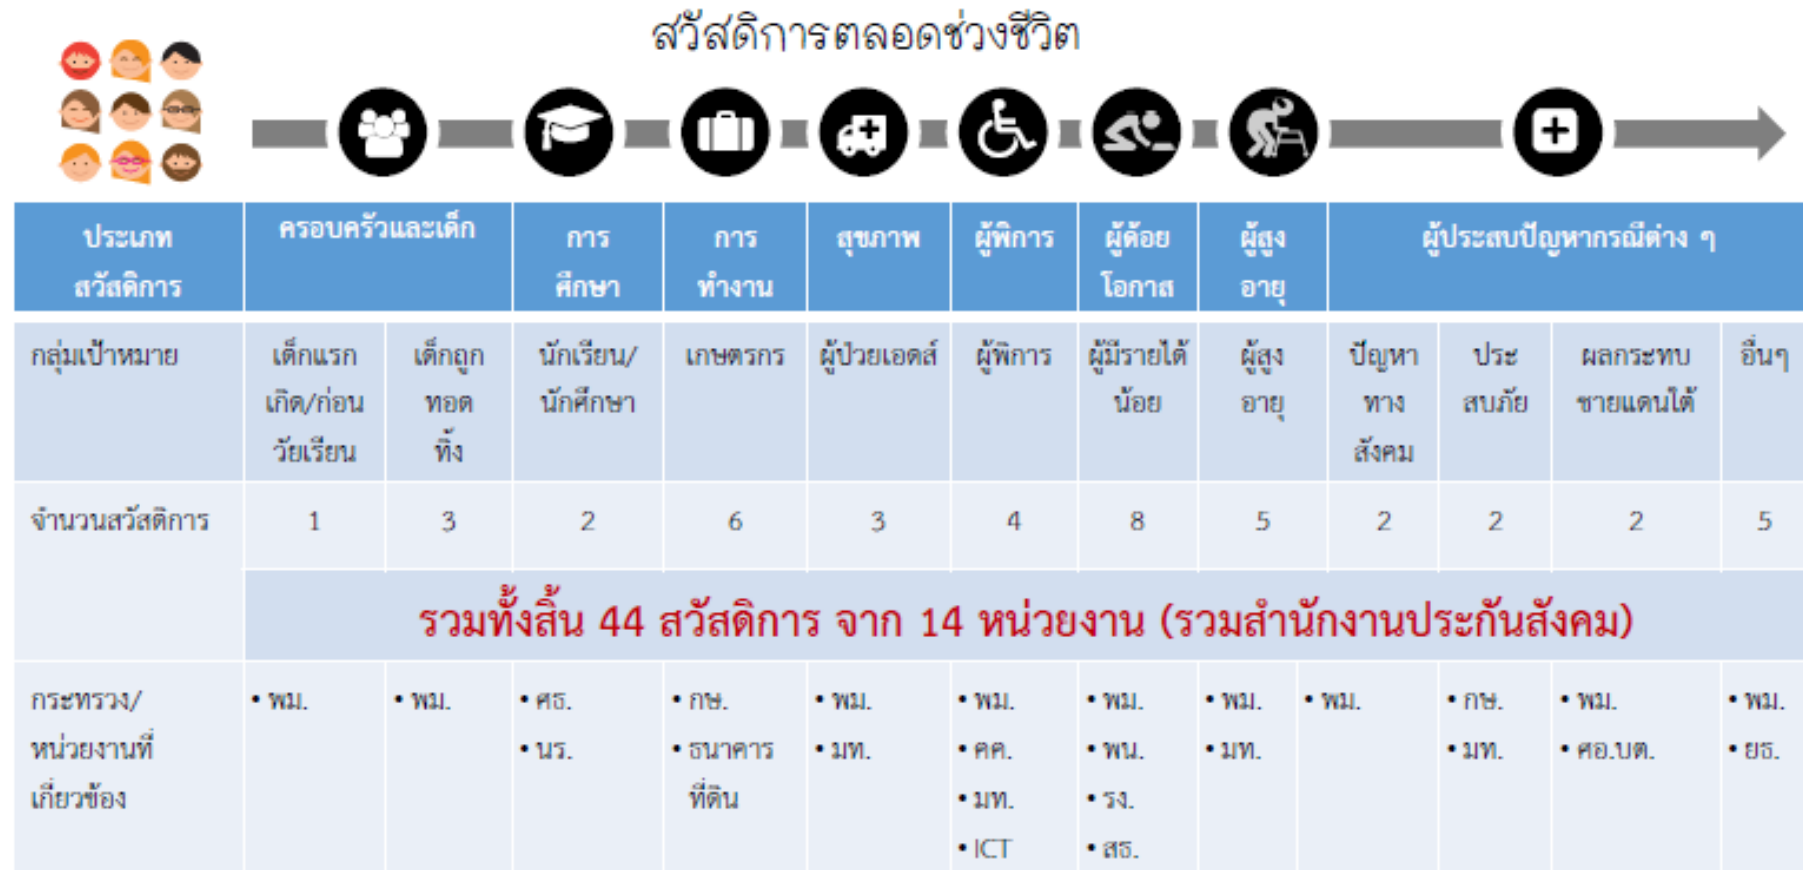 สวัสดิการตลอดช่วงชีวิต
ประเภท
สวัสดิการ
ครอบครัวและเด็ก
การ
ศึกษา
การ
ทำงาน
สุขภาพ
ผู้พิการ
ผู้ด้อย
โอกาส
ผู้สูง
อายุ
ผู้ประสบปัญหากรณีต่าง ๆ
กลุ่มเป้าหมาย
เด็กแรก
เกิด/ก่อน
วัยเรียน
เด็กถูก
ทอด
ทิ้ง
นักเรียน/
นักศึกษา
เกษตรกร
ผู้ป่วยเอดส์
ผู้พิการ
ผู้มีรายได้
น้อย
ผู้สูง
อายุ
ปัญหา
ทาง
สังคม
ประ
สบภัย
ผลกระทบ
ชายแดนใต้
อื่นๆ
จำนวนสวัสดิการ
1
3
2
6
3
4
8
5
2
2
2
5
รวมทั้งสิ้น 44 สวัสดิการ จาก 14 หน่วยงาน (รวมสำนักงานประกันสังคม)
กระทรวง/
หน่วยงานที่
เกี่ยวข้อง
• พม.
• พม.
• ศธ.
• นร.
• กษ.
• ธนาคาร
ที่ดิน
• พม.
• มท.
• พม.
• คค.
• มท.
• ICT
• พม.
• พน.
• รง.
• สธ.
• พม.
• มท.
• พม.
• กษ.
• มท.
• พม.
• ศอ.บต.
• พม.
• ยธ.